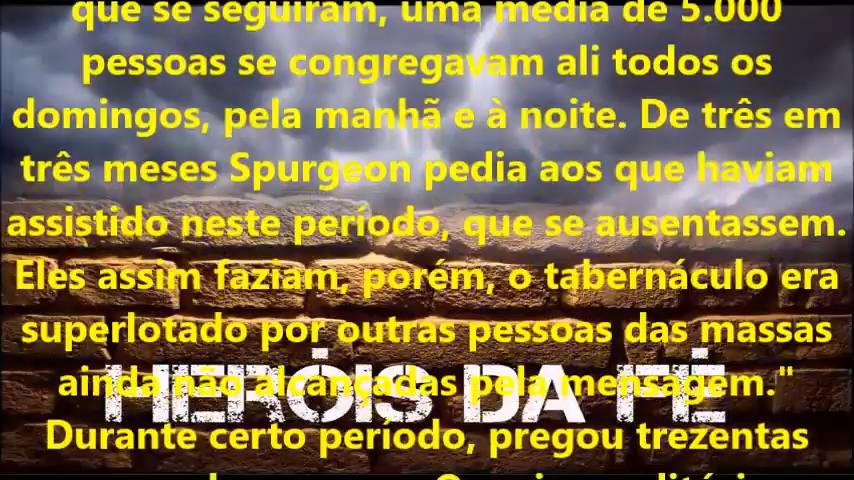 que se seguiram, uma média de 5.000
pessoas se congregavam ali todos os
domingos, pela manhã e à noite. De três em
três meses Spurgeon pedia aos que haviam
assistido neste período, que se ausentassem.
Eles assim faziam, porém, o tabernáculo era
superlotado por outras pessoas das massas
ainda não alcançadas pela mensagem."
HERÓIS DA FÉ
Durante certo período, pregou trezentas